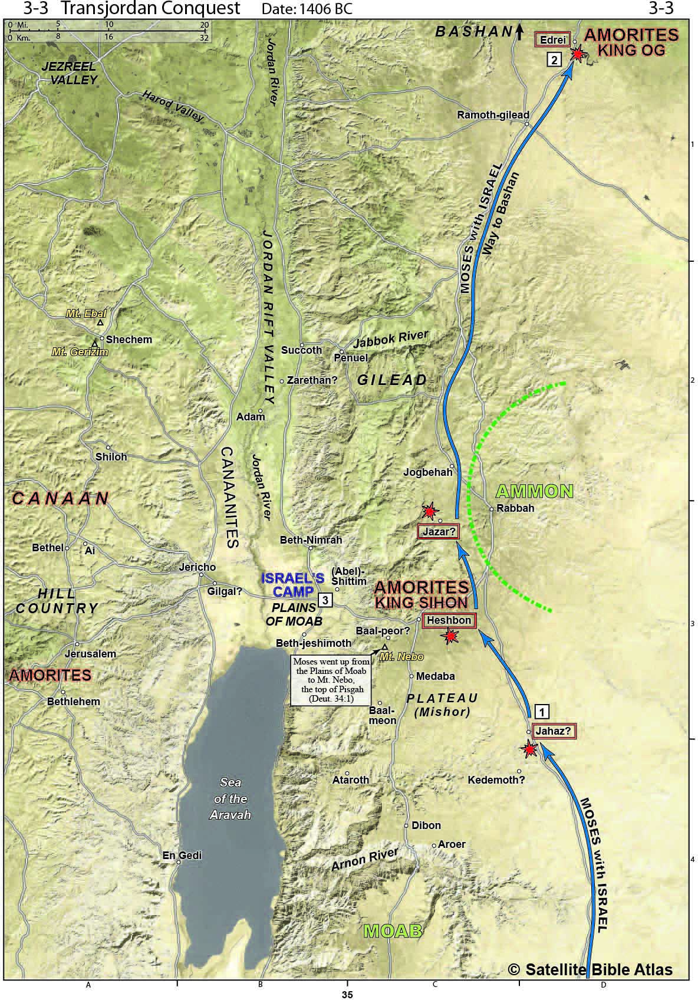 3-3 Transjordan Conquest Date: 1406 BC 3-3
0 Mi. 5 10 20
0 Km. 8 16 32
BASHAN
Edrei
AMORITES
KING OG
2
JEZREEL
VALLEY
Jordan River
Harod Valley
Ramoth-gilead
1
MOSES with ISRAEL
Way to Bashan
JORDAN RIFT VALLEY
Mt. Ebal
Shechem
Mt. Gerizim
Succoth
Penuel
Jabbok River
Zarethan?
GILEAD
2
Adam
Shiloh
CANAANITES
Jordan River
Jogbehah
CANAAN
AMMON
Rabbah
Jazar?
Bethel
Ai
Beth-Nimrah
Jericho
Gilgal?
ISRAEL'S
CAMP
(Abel)-
Shittim
3
PLAINS
OF MOAB
AMORITES
KING SIHON
HILL
COUNTRY
Heshbon
3
Baal-peor?
Beth-jeshimoth
Jerusalem
Mt. Nebo
Moses went up from
the Plains of Moab
to Mt. Nebo,
the top of Pisgah
(Deut. 34:1)
AMORITES
Medaba
Bethlehem
PLATEAU
(Mishor)
Baal-
meon
1
Jahaz?
Ataroth
Kedemoth?
Sea
of the
Aravah
MOSES with ISRAEL
Dibon
Aroer
Arnon River
En Gedi
4
MOAB
© Satellite Bible Atlas
A B C D
35